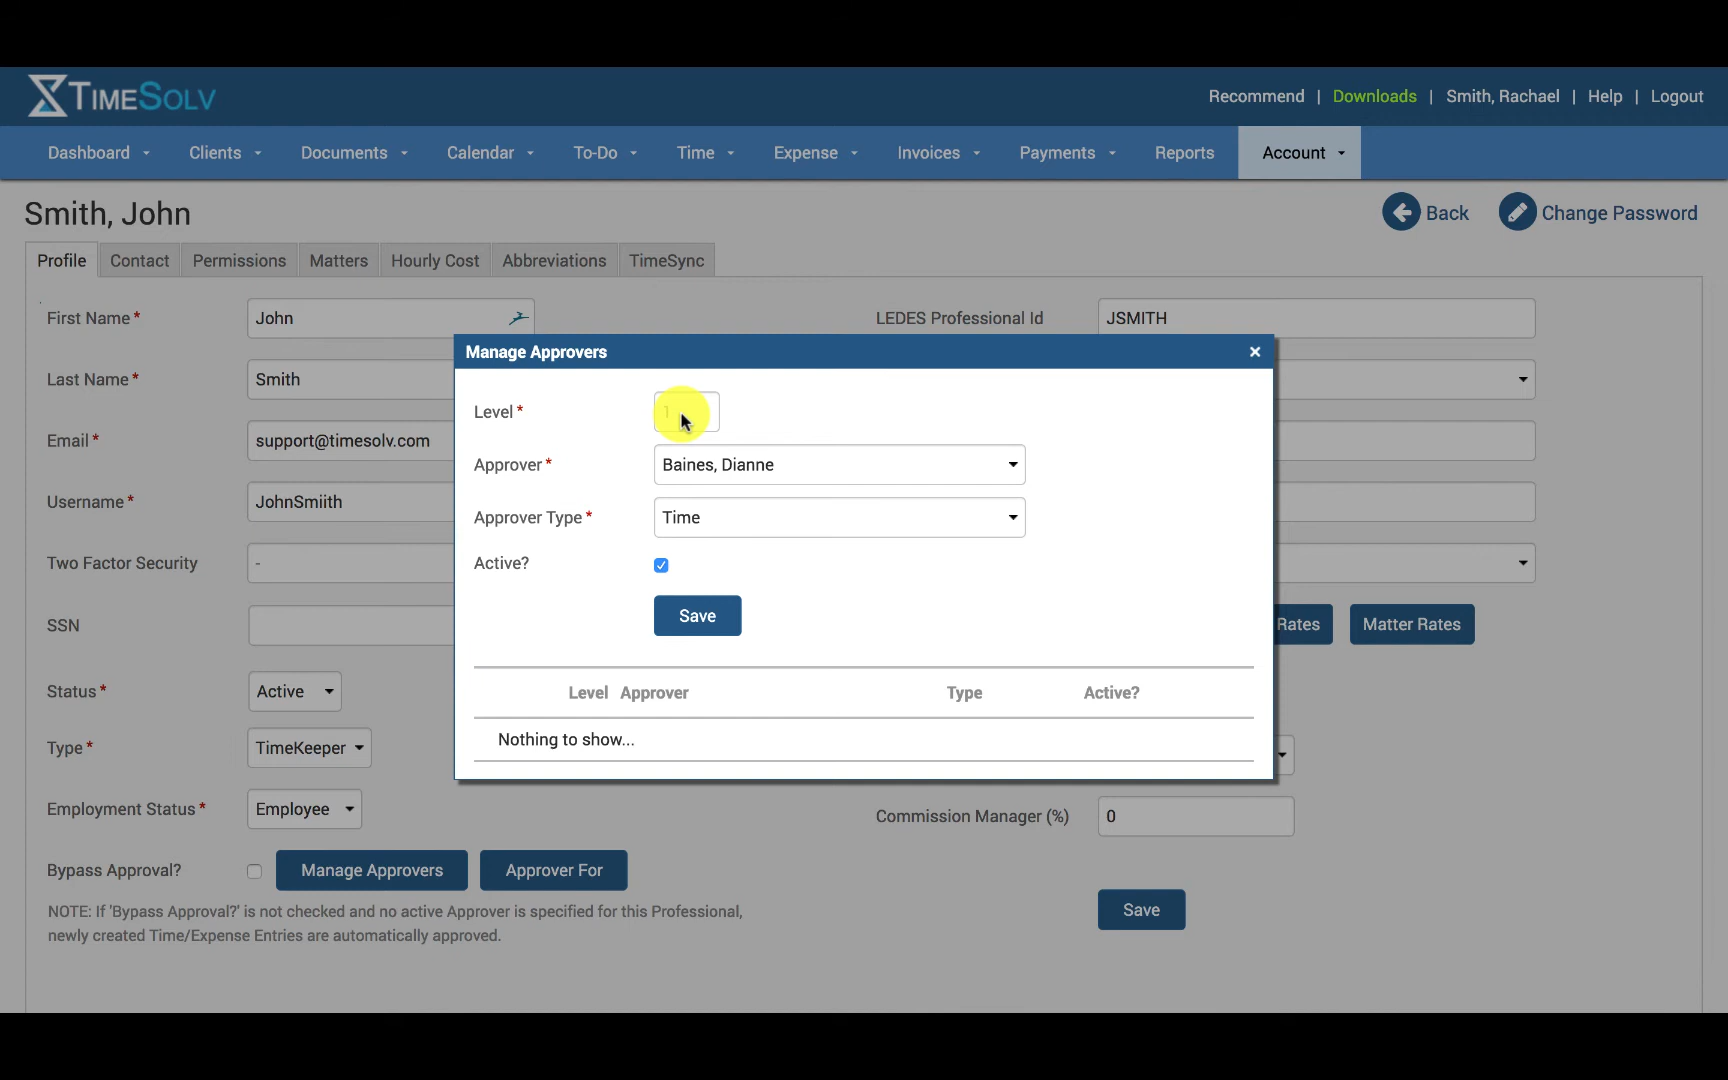 TIMESOLV
Recommend | Downloads | Smith, Rachael | Help | Logout
Dashboard Clients Documents Calendar To-Do Time Expense Invoices Payments Reports Account
Smith, John
Back Change Password
Profile Contact Permissions Matters Hourly Cost Abbreviations TimeSync
First Name* John LEDES Professional Id JSMITH
Manage Approvers ×
Last Name* Smith
Level* 1
Email* support@timesolv.com
Approver* Baines, Dianne
Username* JohnSmiith
Approver Type* Time
Two Factor Security -
Active?
SSN
Save
Rates Matter Rates
Status* Active
Level Approver Type Active?
Type* TimeKeeper
Nothing to show...
Employment Status* Employee Commission Manager (%) 0
Bypass Approval? Manage Approvers Approver For
NOTE: If 'Bypass Approval?' is not checked and no active Approver is specified for this Professional,
newly created Time/Expense Entries are automatically approved.
Save